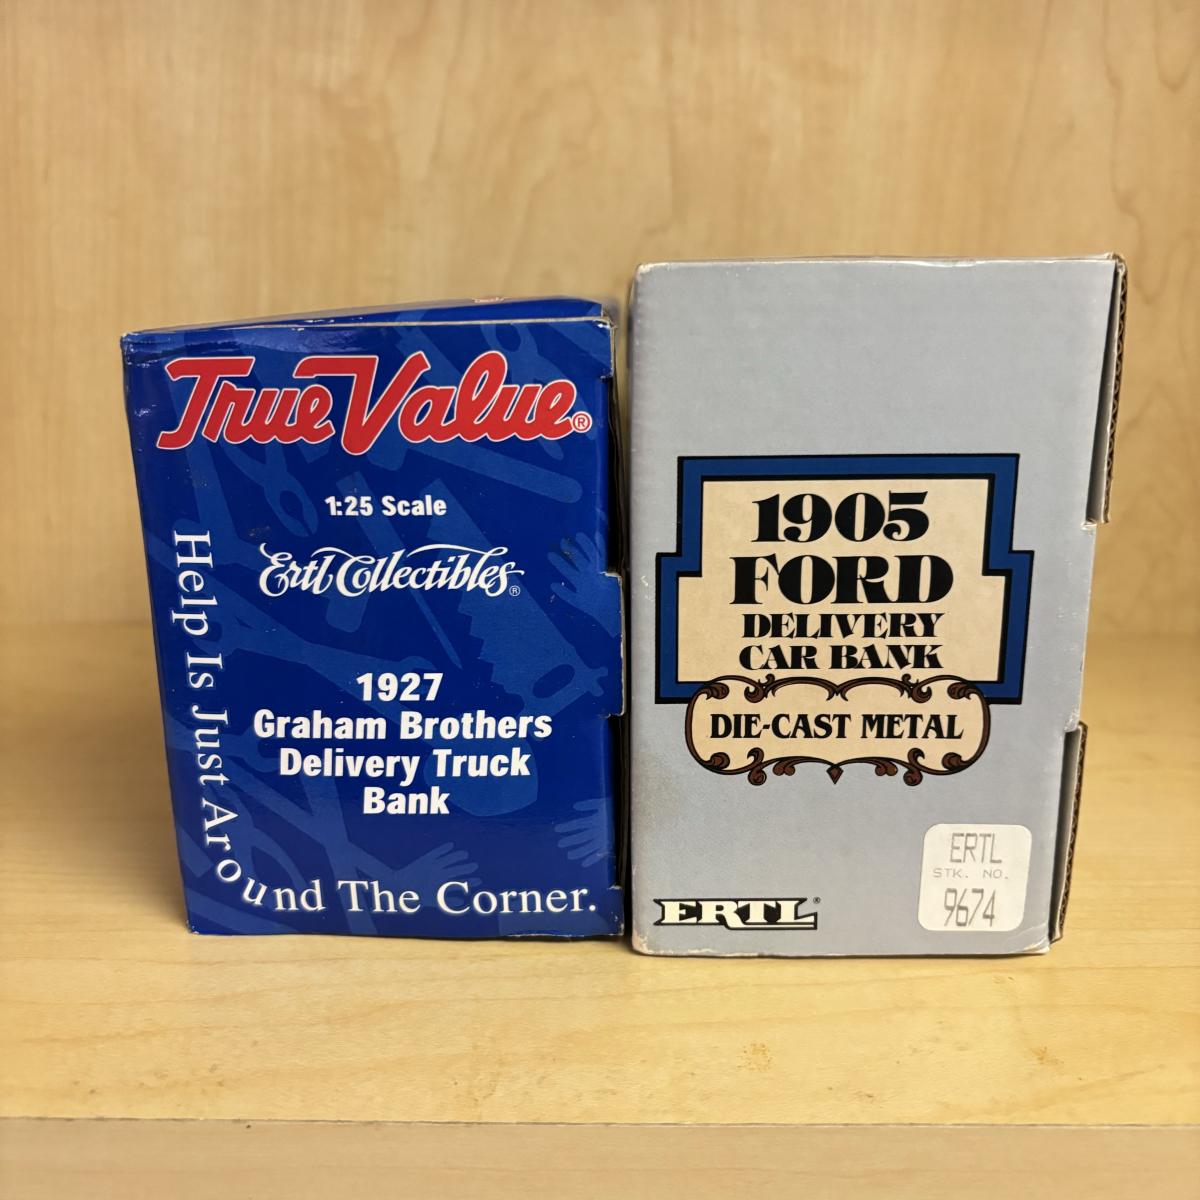 True Value®
1:25 Scale
Ertl Collectibles®
1927
Graham Brothers
Delivery Truck
Bank
Help Is Just Around The Corner.
1905
FORD
DELIVERY
CAR BANK
DIE-CAST METAL
ERTL®
ERTL
STK. NO.
9674